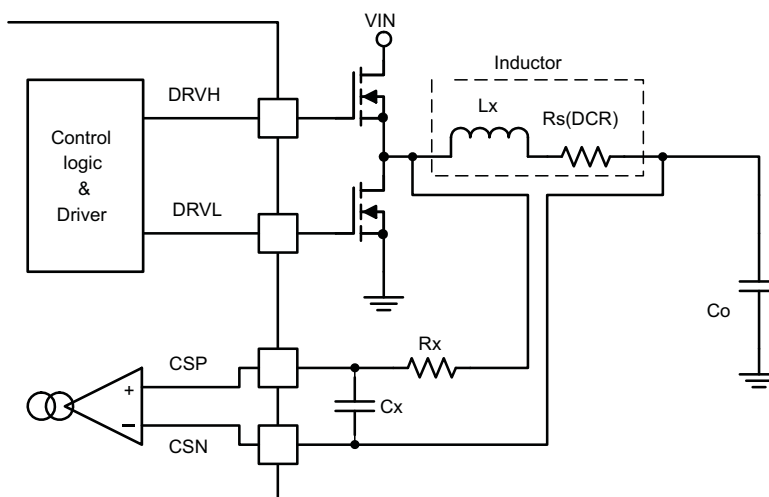 VIN
Inductor
DRVH
Lx
Rs(DCR)
Control
logic
&
Driver
DRVL
Co
CSP
Rx
+
Cx
−
CSN